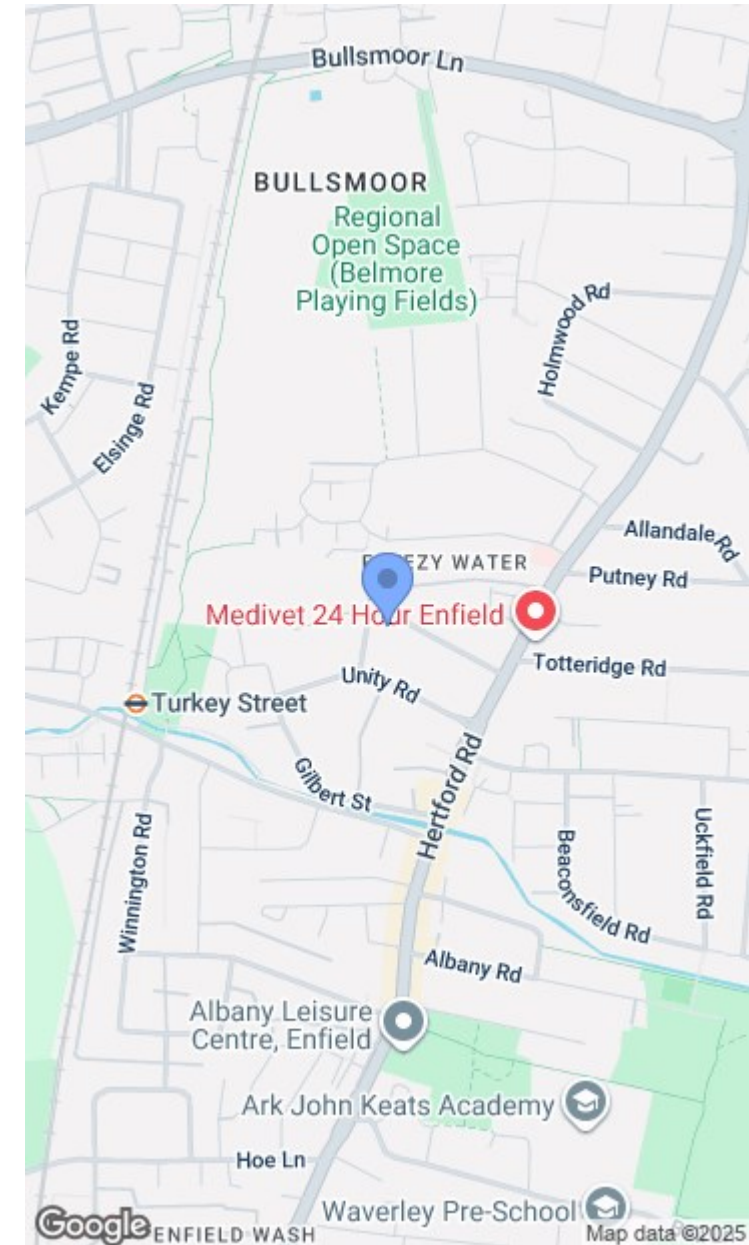 Bullsmoor Ln
BULLSMOOR
Regional
Open Space
(Belmore
Playing Fields)
Holmwood Rd
Kempe Rd
Elsinge Rd
Allandale Rd
EZY WATER
Putney Rd
Medivet 24 Hour Enfield
Totteridge Rd
Unity Rd
Turkey Street
Hertford Rd
Gilbert St
Winnington Rd
Beaconsfield Rd
Uckfield Rd
Albany Rd
Albany Leisure
Centre, Enfield
Ark John Keats Academy
Hoe Ln
Waverley Pre-School
Google
ENFIELD WASH
Map data ©2025